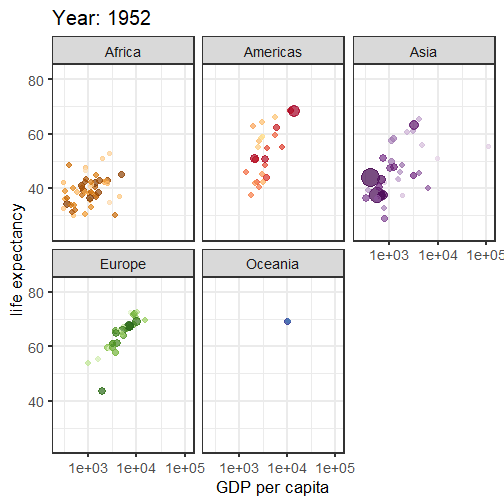 Year: 1952
Africa Americas Asia
80
60
40
1e+03 1e+04 1e+05
Europe Oceania
80
60
40
1e+03 1e+04 1e+05 1e+03 1e+04 1e+05
life expectancy
GDP per capita